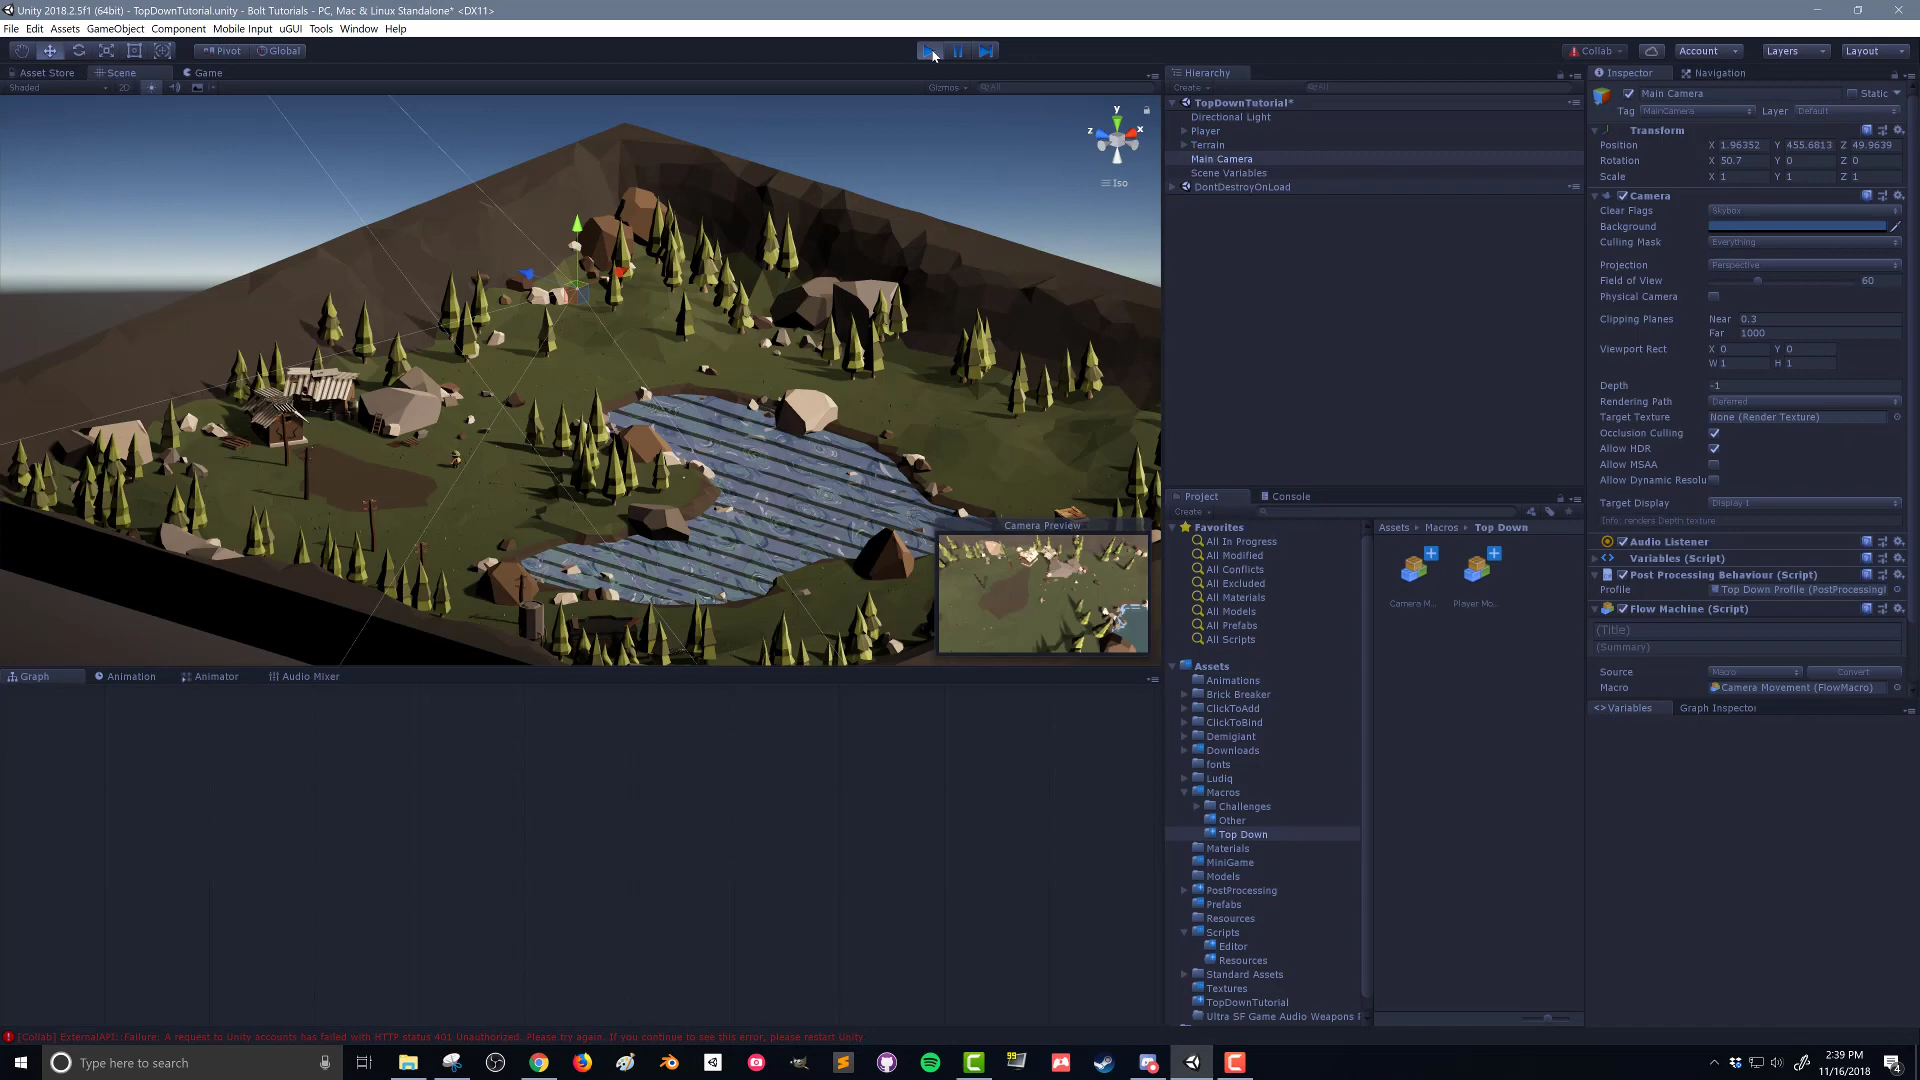 Unity 2018.2.5f1 (64bit) - TopDownTutorial.unity - Bolt Tutorials - PC, Mac & Linux Standalone* <DX11>
File Edit Assets GameObject Component Mobile Input uGUI Tools Window Help
Pivot Global Collab Account Layers Layout
Asset Store Scene Game
Shaded 2D Gizmos All
y z x
Iso
Camera Preview
Hierarchy
Create All
TopDownTutorial*
Directional Light
Player
Terrain
Main Camera
Scene Variables
DontDestroyOnLoad
Inspector Navigation
Main Camera Static
Tag MainCamera Layer Default
Transform
Position X 1.96352 Y 455.6813 Z 49.9639
Rotation X 50.7 Y 0 Z 0
Scale X 1 Y 1 Z 1
Camera
Clear Flags Skybox
Background
Culling Mask Everything
Projection Perspective
Field of View 60
Physical Camera
Clipping Planes Near 0.3
Far 1000
Viewport Rect X 0 Y 0
W 1 H 1
Depth -1
Rendering Path Deferred
Target Texture None (Render Texture)
Occlusion Culling
Allow HDR
Allow MSAA
Allow Dynamic Resolu
Target Display Display 1
Info: renders Depth texture
Audio Listener
Variables (Script)
Post Processing Behaviour (Script)
Profile Top Down Profile (PostProcessingl
Flow Machine (Script)
(Title)
(Summary)
Source Macro Convert
Macro Camera Movement (FlowMacro)
<> Variables Graph Inspector
Project Console
Create
Favorites
All In Progress
All Modified
All Conflicts
All Excluded
All Materials
All Models
All Prefabs
All Scripts
Assets
Animations
Brick Breaker
ClickToAdd
ClickToBind
Demigiant
Downloads
fonts
Ludiq
Macros
Challenges
Other
Top Down
Materials
MiniGame
Models
PostProcessing
Prefabs
Resources
Scripts
Editor
Resources
Standard Assets
Textures
TopDownTutorial
Ultra SF Game Audio Weapons P
Assets Macros Top Down
Camera M... Player Mo...
Graph Animation Animator Audio Mixer
[Collab] ExternalAPI::Failure: A request to Unity accounts has failed with HTTP status 401 Unauthorized. Please try again. If you continue to see this error, please restart Unity.
Type here to search
99
2:39 PM
11/16/2018
4